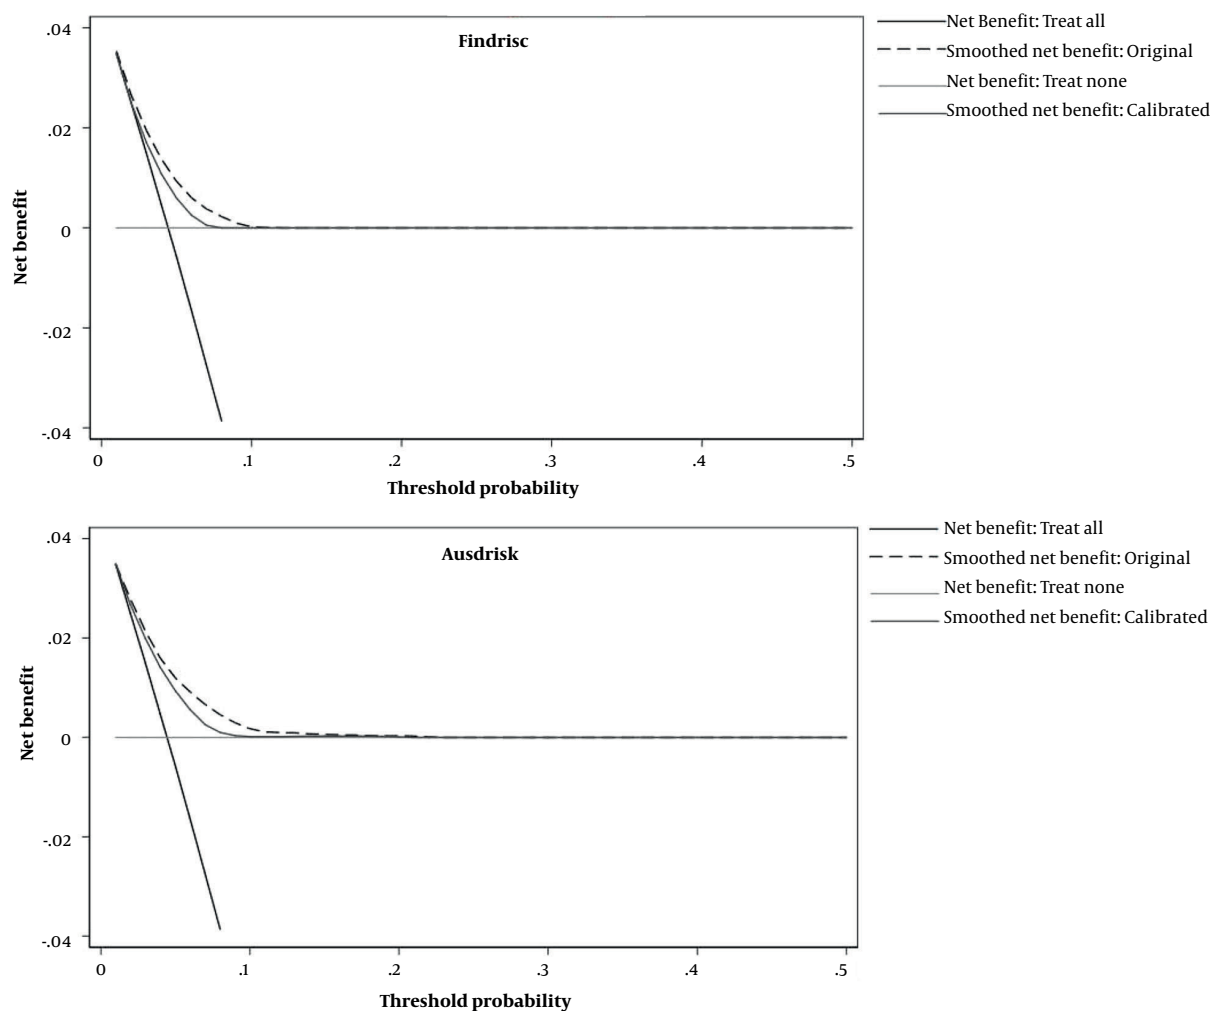 Findrisc
Net Benefit: Treat all
Smoothed net benefit: Original
Net benefit: Treat none
Smoothed net benefit: Calibrated
Net benefit
.04
.02
0
-.02
-.04
0 .1 .2 .3 .4 .5
Threshold probability
Ausdrisk
Net benefit: Treat all
Smoothed net benefit: Original
Net benefit: Treat none
Smoothed net benefit: Calibrated
Net benefit
.04
.02
0
-.02
-.04
0 .1 .2 .3 .4 .5
Threshold probability